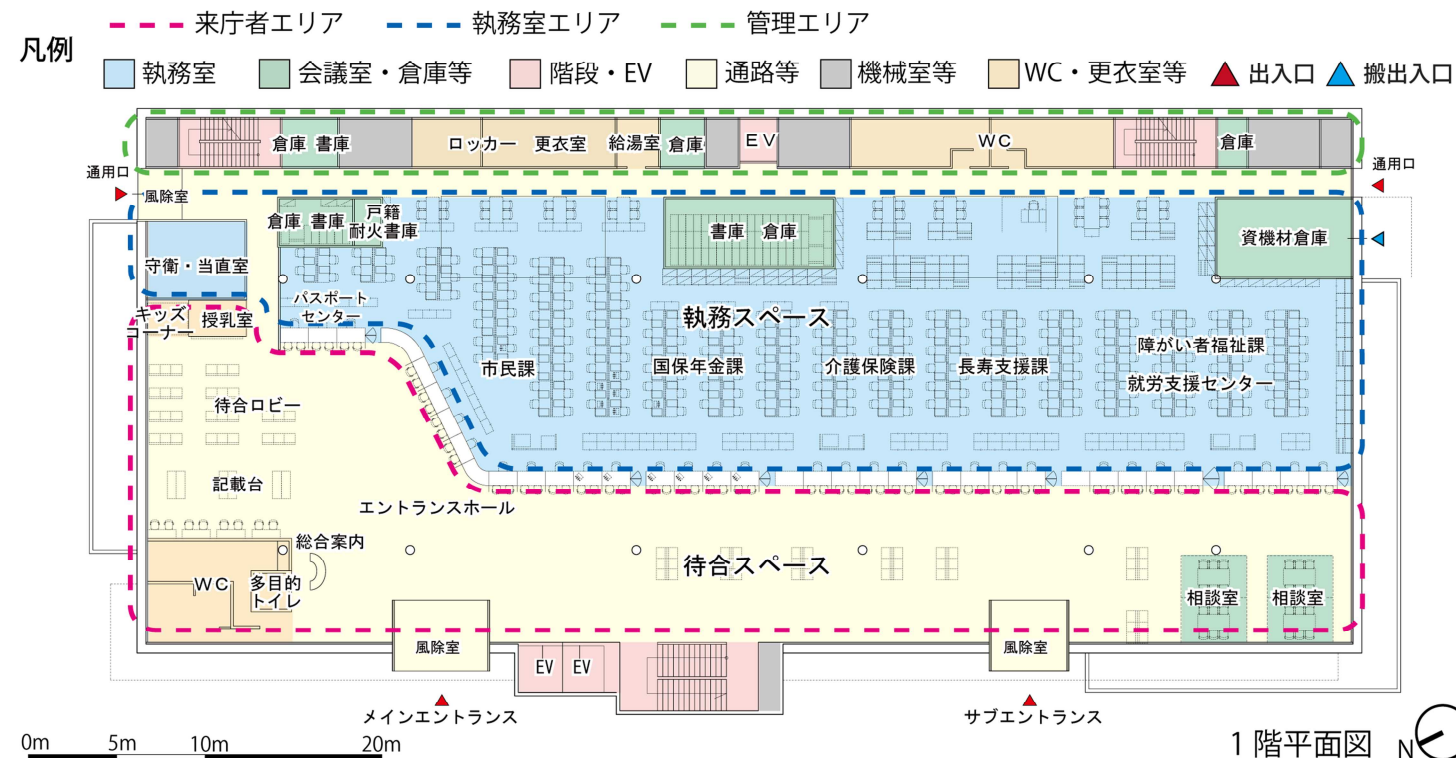 凡例
来庁者エリア 執務室エリア 管理エリア
執務室 会議室・倉庫等 階段・EV 通路等 機械室等 WC・更衣室等 出入口 搬出入口
倉庫 書庫 ロッカー 更衣室 給湯室 倉庫 EV WC 倉庫
通用口
通用口
風除室
倉庫 書庫
戸籍
耐火書庫
書庫 倉庫
資機材倉庫
守衛・当直室
キッズ
コーナー
授乳室
パスポート
センター
執務スペース
市民課
国保年金課
介護保険課
長寿支援課
障がい者福祉課
就労支援センター
待合ロビー
記載台
エントランスホール
総合案内
WC
多目的
トイレ
待合スペース
相談室
相談室
風除室
EV
EV
風除室
メインエントランス
サブエントランス
0m 5m 10m 20m
1階平面図
N